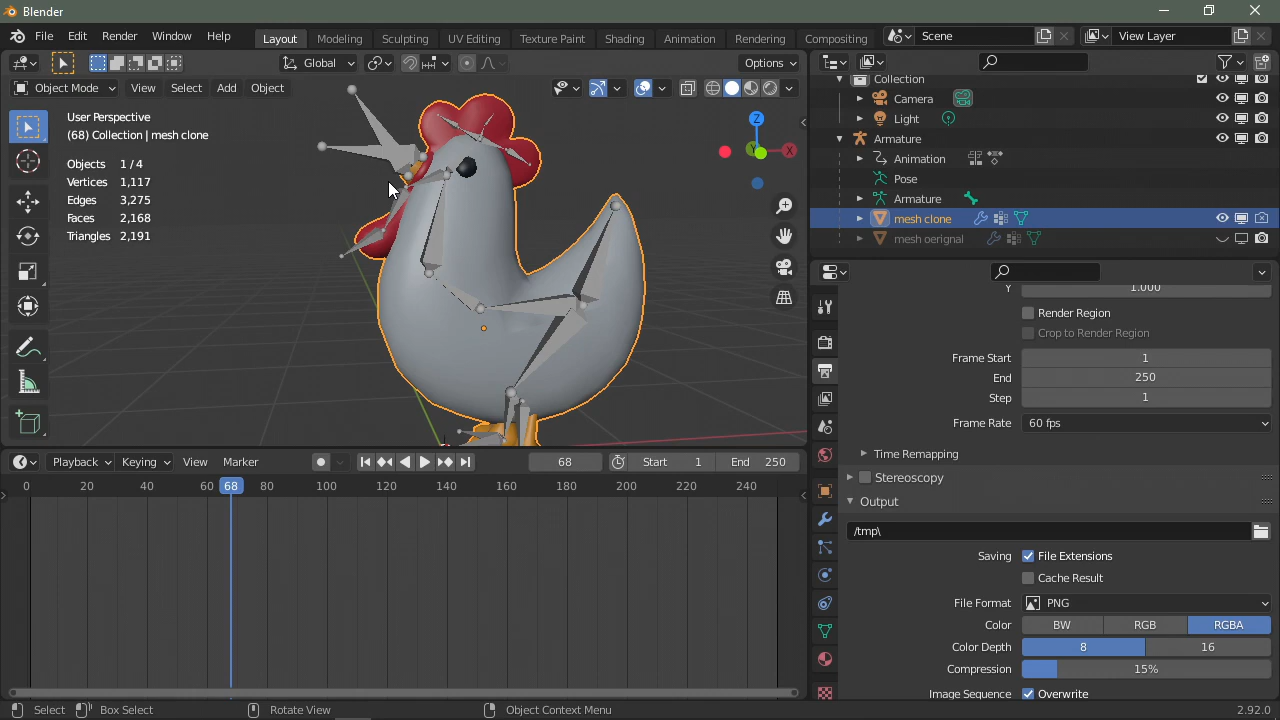 Blender
File Edit Render Window Help Layout Modeling Sculpting UV Editing Texture Paint Shading Animation Rendering Compositing Scene View Layer
Global Options
Object Mode View Select Add Object Collection
User Perspective
(68) Collection | mesh clone
Camera
Light
Objects 1 / 4
Vertices 1,117
Edges 3,275
Faces 2,168
Triangles 2,191
Z
X
Y
Armature
Animation
Pose
Armature
mesh clone
mesh oerignal
Y 1.000
Render Region
Crop to Render Region
Frame Start 1
End 250
Step 1
Frame Rate 60 fps
Time Remapping
Stereoscopy
Output
/tmp\
Saving File Extensions
Cache Result
File Format PNG
Color BW RGB RGBA
Color Depth 8 16
Compression 15%
Image Sequence Overwrite
Playback Keying View Marker 68 Start 1 End 250
0 20 40 60 68 80 100 120 140 160 180 200 220 240
Select Box Select Rotate View Object Context Menu 2.92.0